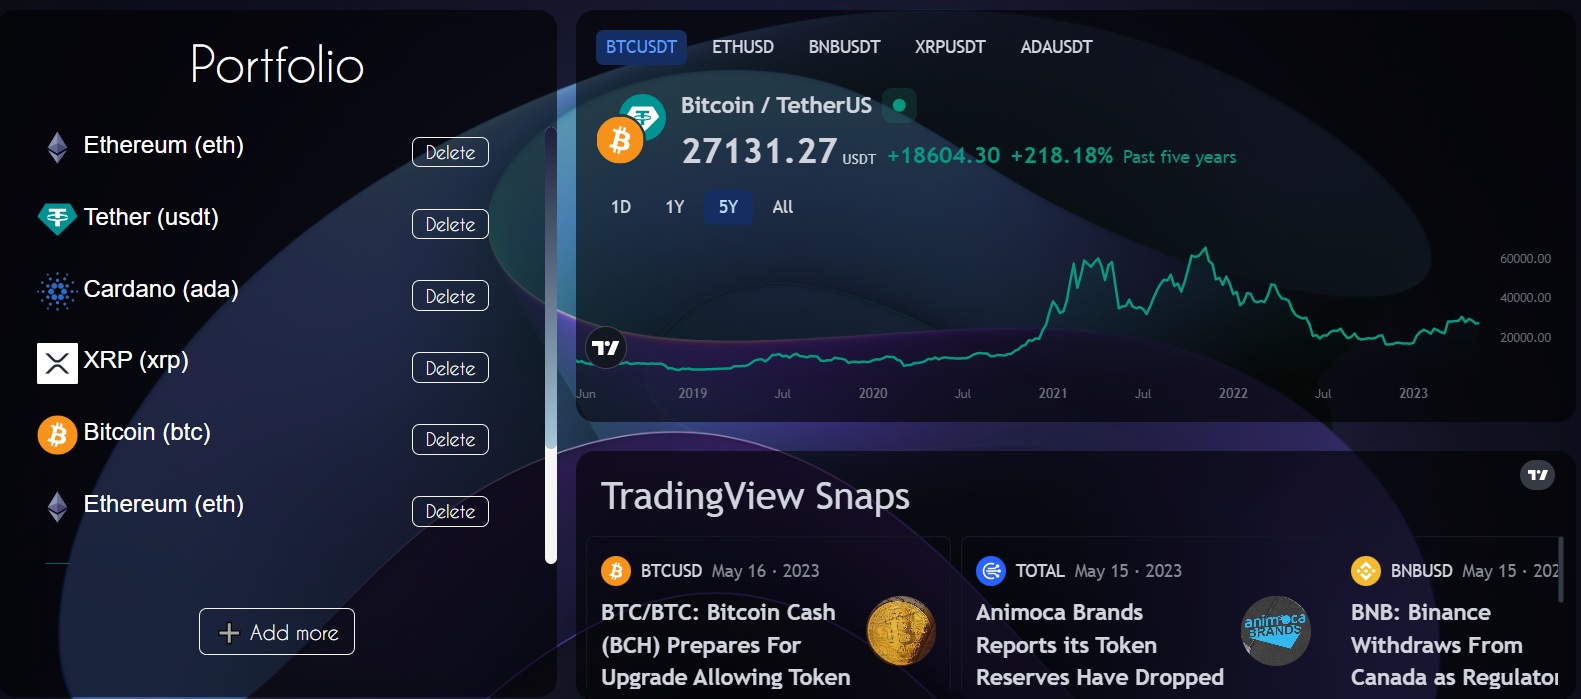 Portfolio
Ethereum (eth)
Delete
Tether (usdt)
Delete
Cardano (ada)
Delete
XRP (xrp)
Delete
Bitcoin (btc)
Delete
Ethereum (eth)
Delete
+ Add more
BTCUSDT ETHUSD BNBUSDT XRPUSDT ADAUSDT
Bitcoin / TetherUS
27131.27 USDT +18604.30 +218.18% Past five years
1D 1Y 5Y All
60000.00
40000.00
20000.00
Jun 2019 Jul 2020 Jul 2021 Jul 2022 Jul 2023
TradingView Snaps
BTCUSD May 16 · 2023
BTC/BTC: Bitcoin Cash
(BCH) Prepares For
Upgrade Allowing Token
TOTAL May 15 · 2023
Animoca Brands
Reports its Token
Reserves Have Dropped
animoca
BRANDS
BNBUSD May 15 · 202
BNB: Binance
Withdraws From
Canada as Regulator